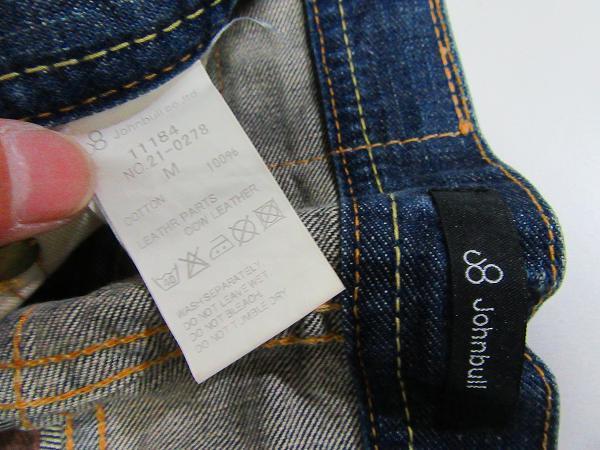 Johnbull co.,ltd.
11184
NO.21-0278
M
COTTON 100%
LEATHR PARTS
COW LEATHER
WASH SEPARATELY
DO NOT LEAVE WET
DO NOT BLEACH.
DO NOT TUMBLE DRY
Johnbull